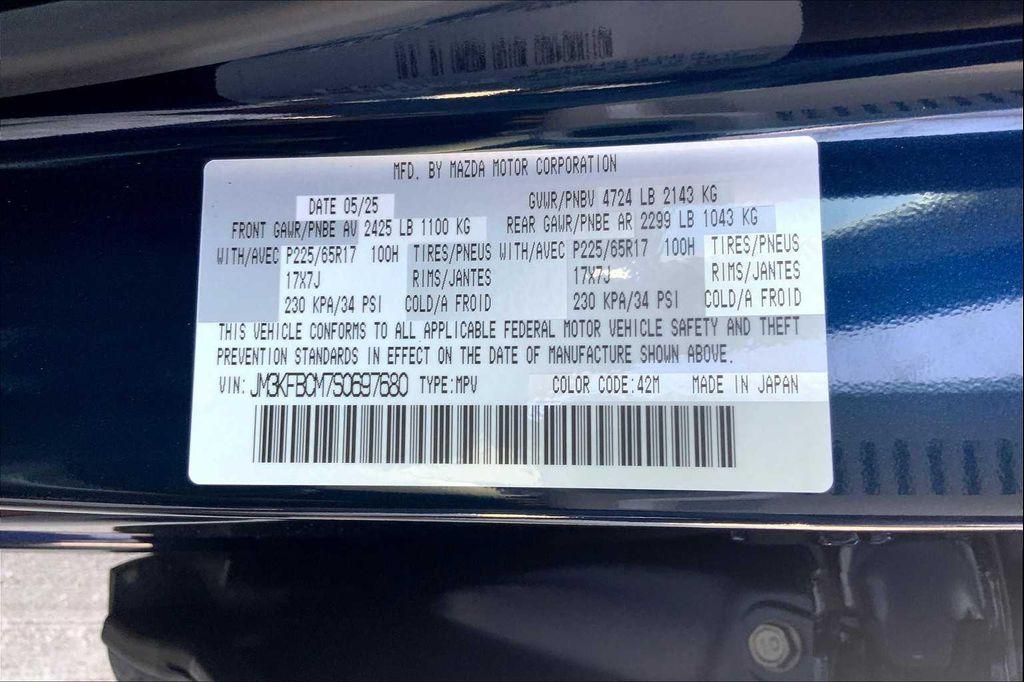 MFD. BY MAZDA MOTOR CORPORATION
DATE 05/25 GVWR/PNBV 4724 LB 2143 KG
FRONT GAWR/PNBE AV 2425 LB 1100 KG REAR GAWR/PNBE AR 2299 LB 1043 KG
WITH/AVEC P225/65R17 100H TIRES/PNEUS WITH/AVEC P225/65R17 100H TIRES/PNEUS
17X7J RIMS/JANTES 17X7J RIMS/JANTES
230 KPA/34 PSI COLD/A FROID 230 KPA/34 PSI COLD/A FROID
THIS VEHICLE CONFORMS TO ALL APPLICABLE FEDERAL MOTOR VEHICLE SAFETY AND THEFT
PREVENTION STANDARDS IN EFFECT ON THE DATE OF MANUFACTURE SHOWN ABOVE.
VIN: JM3KFBCM7S0697680 TYPE:MPV COLOR CODE:42M MADE IN JAPAN